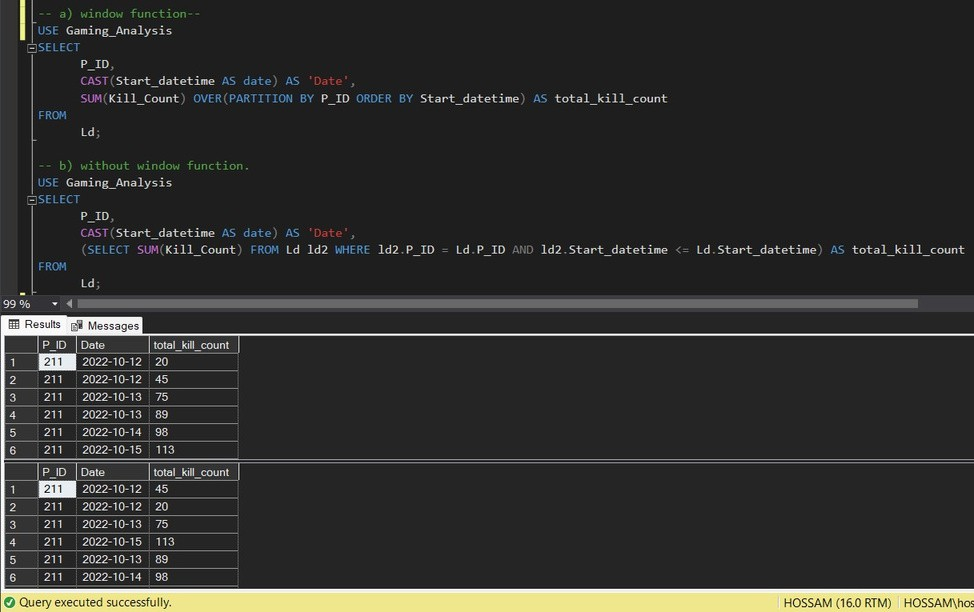 -- a) window function--
USE Gaming_Analysis
SELECT
P_ID,
CAST(Start_datetime AS date) AS 'Date',
SUM(Kill_Count) OVER(PARTITION BY P_ID ORDER BY Start_datetime) AS total_kill_count
FROM
Ld;
-- b) without window function.
USE Gaming_Analysis
SELECT
P_ID,
CAST(Start_datetime AS date) AS 'Date',
(SELECT SUM(Kill_Count) FROM Ld ld2 WHERE ld2.P_ID = Ld.P_ID AND ld2.Start_datetime <= Ld.Start_datetime) AS total_kill_count
FROM
Ld;
99 %
Results Messages
P_ID Date total_kill_count
1 211 2022-10-12 20
2 211 2022-10-12 45
3 211 2022-10-13 75
4 211 2022-10-13 89
5 211 2022-10-14 98
6 211 2022-10-15 113
P_ID Date total_kill_count
1 211 2022-10-12 45
2 211 2022-10-12 20
3 211 2022-10-13 75
4 211 2022-10-15 113
5 211 2022-10-13 89
6 211 2022-10-14 98
Query executed successfully. HOSSAM (16.0 RTM) HOSSAM\hos